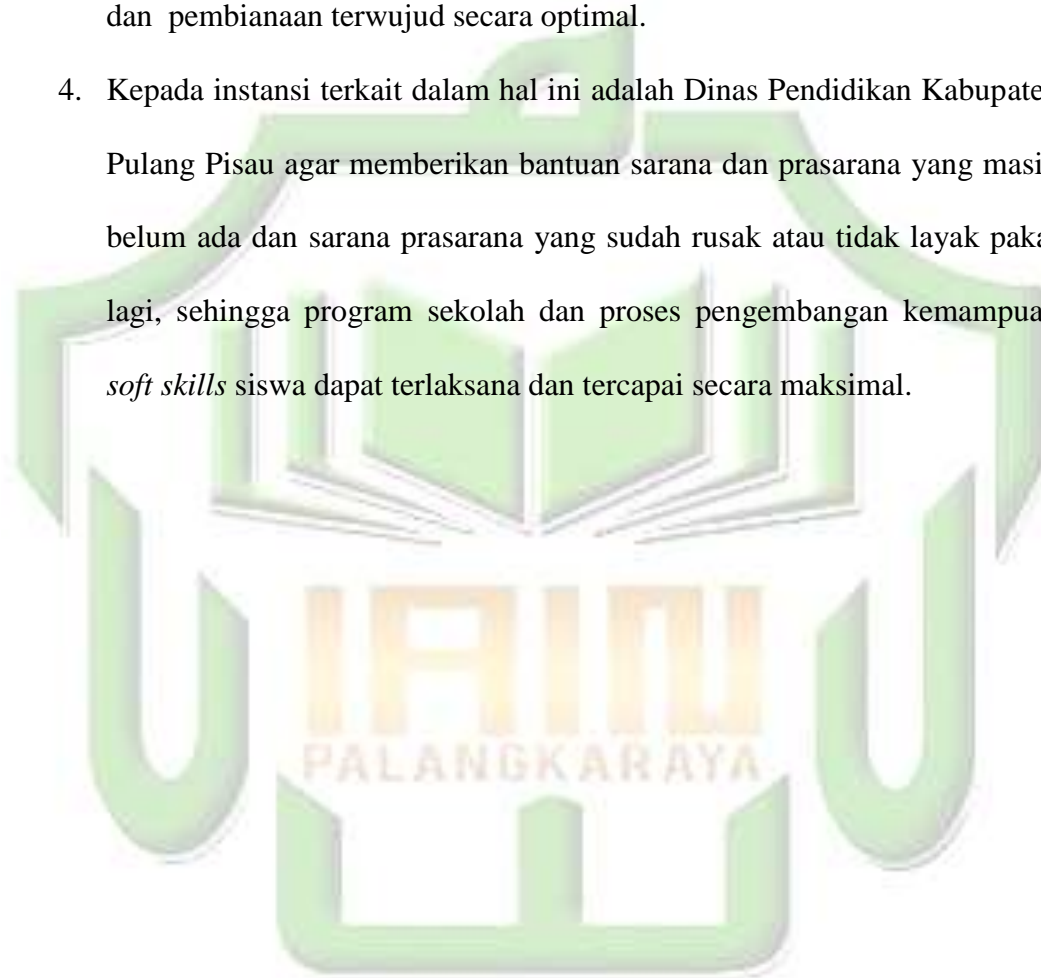 dan pembianaan terwujud secara optimal.
4. Kepada instansi terkait dalam hal ini adalah Dinas Pendidikan Kabupate
Pulang Pisau agar memberikan bantuan sarana dan prasarana yang masi
belum ada dan sarana prasarana yang sudah rusak atau tidak layak paka
lagi, sehingga program sekolah dan proses pengembangan kemampua
soft skills siswa dapat terlaksana dan tercapai secara maksimal.
IAIN
PALANGKARAYA